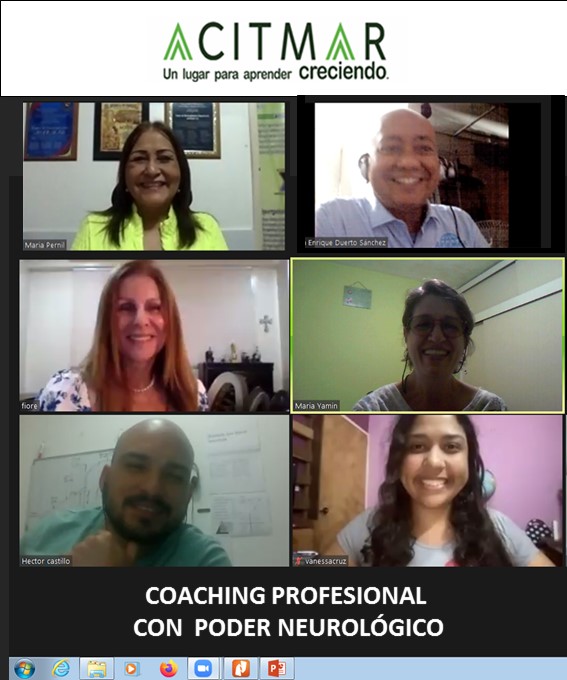 ACITMAR
Un lugar para aprender creciendo.
Maria Pernil
Enrique Duerto Sánchez
fiore
Maria Yamin
Hector castillo
vanessacruz
COACHING PROFESIONAL
CON PODER NEUROLÓGICO